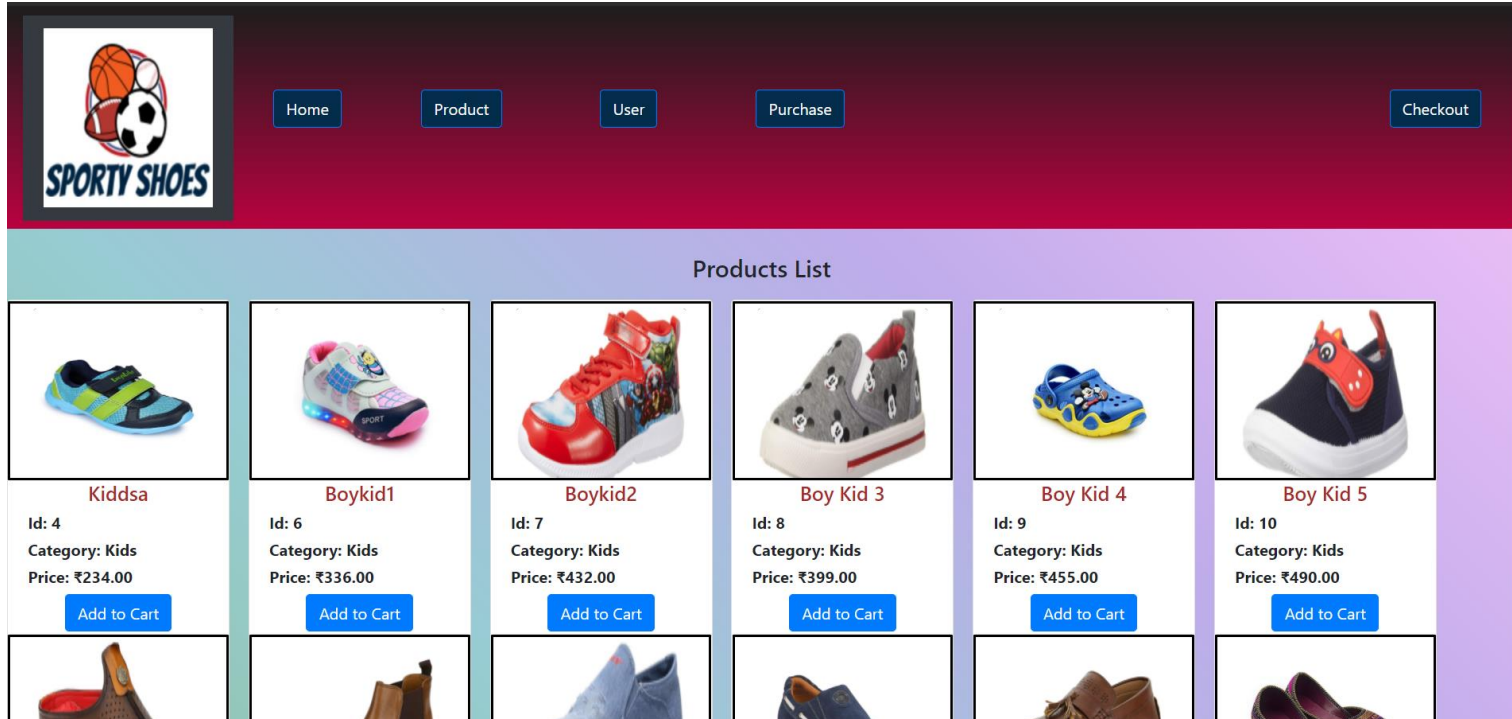 SPORTY SHOES
Home Product User Purchase Checkout
Products List
SPORT
Kiddsa Boykid1 Boykid2 Boy Kid 3 Boy Kid 4 Boy Kid 5
Id: 4 Id: 6 Id: 7 Id: 8 Id: 9 Id: 10
Category: Kids Category: Kids Category: Kids Category: Kids Category: Kids Category: Kids
Price: ₹234.00 Price: ₹336.00 Price: ₹432.00 Price: ₹399.00 Price: ₹455.00 Price: ₹490.00
Add to Cart Add to Cart Add to Cart Add to Cart Add to Cart Add to Cart